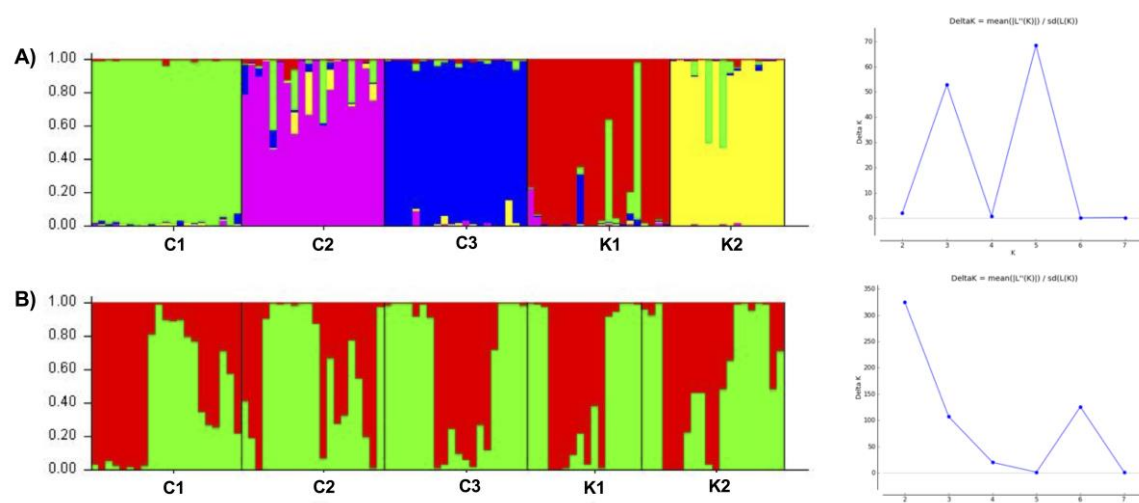 A)
1.00
0.80
0.60
0.40
0.20
0.00
C1 C2 C3 K1 K2
DeltaK = mean(|L''(K)|) / sd(L(K))
Delta K
70
60
50
40
30
20
10
0
2 3 4 5 6 7
K
B)
1.00
0.80
0.60
0.40
0.20
0.00
C1 C2 C3 K1 K2
DeltaK = mean(|L''(K)|) / sd(L(K))
Delta K
350
300
250
200
150
100
50
0
2 3 4 5 6 7